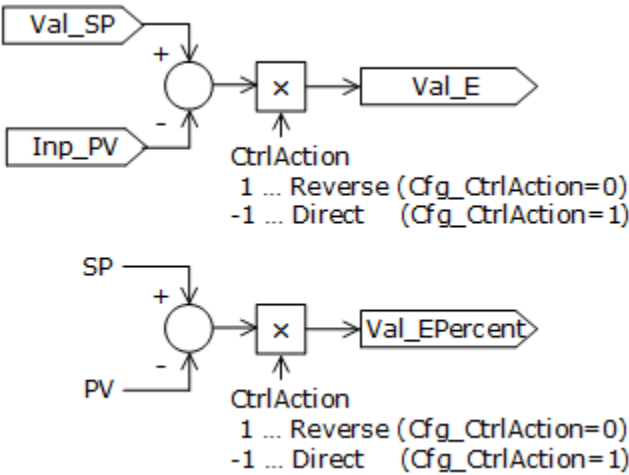 Val_SP
+
×
Val_E
-
Inp_PV
CtrlAction
1 ... Reverse (Cfg_CtrlAction=0)
-1 ... Direct (Cfg_CtrlAction=1)
SP
+
×
Val_EPercent
-
PV
CtrlAction
1 ... Reverse (Cfg_CtrlAction=0)
-1 ... Direct (Cfg_CtrlAction=1)